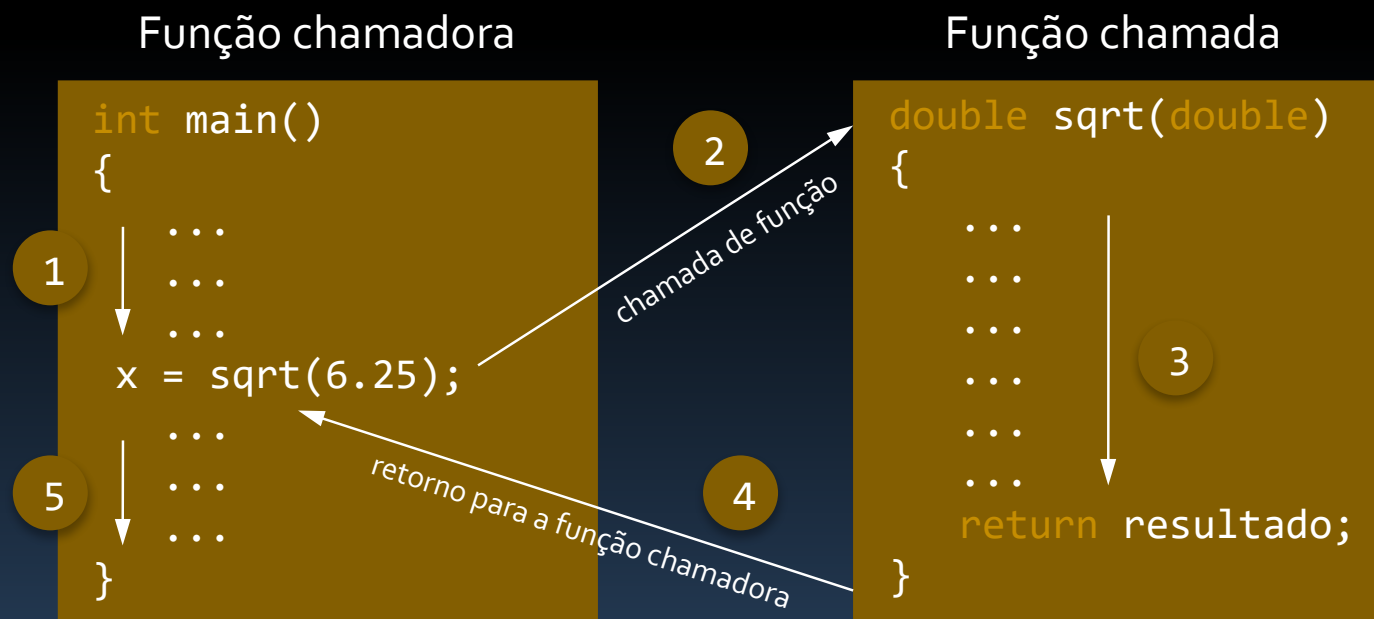 Função chamadora
int main()
{
...
1
...
...
x = sqrt(6.25);
...
5
...
...
}
2
chamada de função
retorno para a função chamadora
4
Função chamada
double sqrt(double)
{
...
...
...
3
...
...
...
return resultado;
}